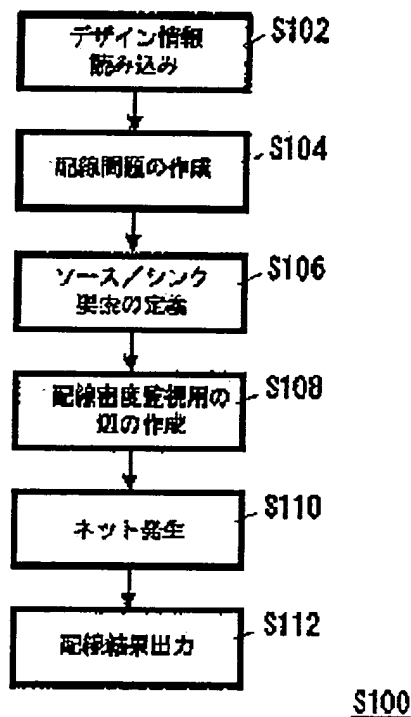 デザイン情報
読み込み
S102
配線問題の作成
S104
ソース/シンク
要求の定義
S106
配線密度監視用の
辺の作成
S108
ネット発生
S110
配線結果出力
S112
S100